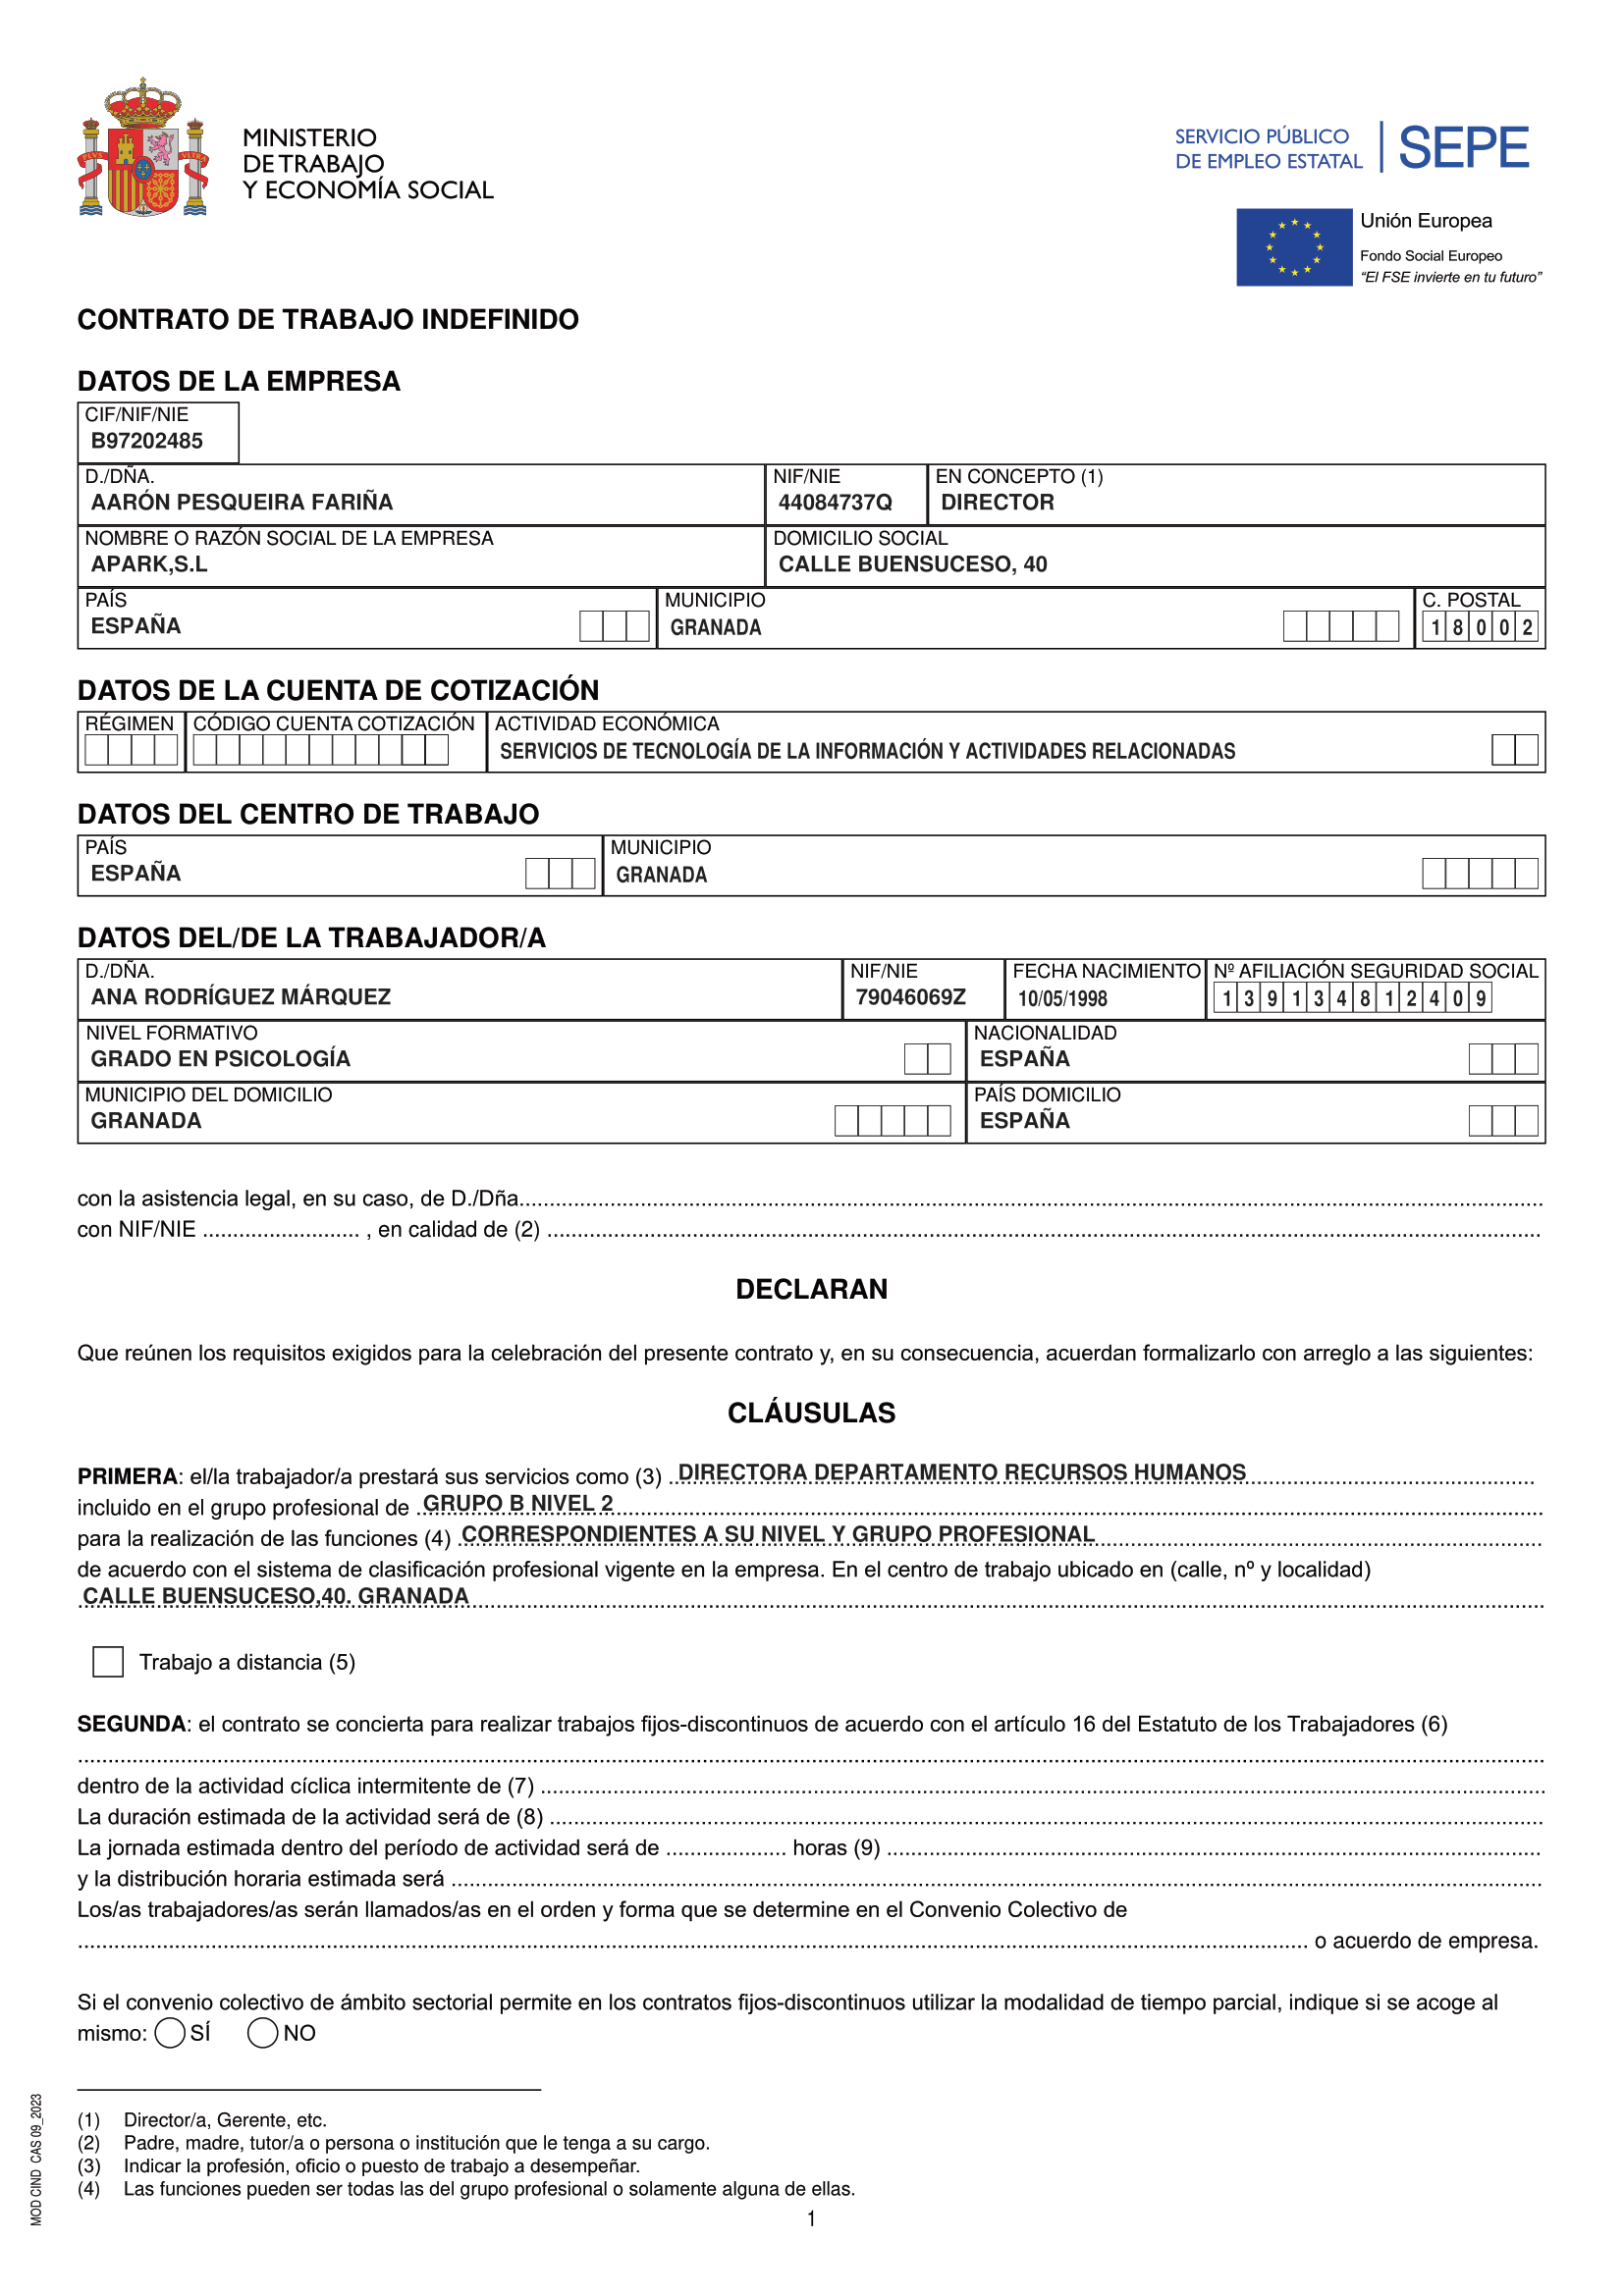 MINISTERIO
DE TRABAJO
Y ECONOMÍA SOCIAL
PLVS VLTRA
SERVICIO PÚBLICO
DE EMPLEO ESTATAL
SEPE
Unión Europea
Fondo Social Europeo
“El FSE invierte en tu futuro”
CONTRATO DE TRABAJO INDEFINIDO
DATOS DE LA EMPRESA
CIF/NIF/NIE
B97202485
D./DÑA. NIF/NIE EN CONCEPTO (1)
AARÓN PESQUEIRA FARIÑA 44084737Q DIRECTOR
NOMBRE O RAZÓN SOCIAL DE LA EMPRESA DOMICILIO SOCIAL
APARK,S.L CALLE BUENSUCESO, 40
PAÍS MUNICIPIO C. POSTAL
ESPAÑA GRANADA 18002
DATOS DE LA CUENTA DE COTIZACIÓN
RÉGIMEN CÓDIGO CUENTA COTIZACIÓN ACTIVIDAD ECONÓMICA
SERVICIOS DE TECNOLOGÍA DE LA INFORMACIÓN Y ACTIVIDADES RELACIONADAS
DATOS DEL CENTRO DE TRABAJO
PAÍS MUNICIPIO
ESPAÑA GRANADA
DATOS DEL/DE LA TRABAJADOR/A
D./DÑA. NIF/NIE FECHA NACIMIENTO Nº AFILIACIÓN SEGURIDAD SOCIAL
ANA RODRÍGUEZ MÁRQUEZ 79046069Z 10/05/1998 139134812409
NIVEL FORMATIVO NACIONALIDAD
GRADO EN PSICOLOGÍA ESPAÑA
MUNICIPIO DEL DOMICILIO PAÍS DOMICILIO
GRANADA ESPAÑA
con la asistencia legal, en su caso, de D./Dña.
con NIF/NIE .......................... , en calidad de (2)
DECLARAN
Que reúnen los requisitos exigidos para la celebración del presente contrato y, en su consecuencia, acuerdan formalizarlo con arreglo a las siguientes:
CLÁUSULAS
PRIMERA: el/la trabajador/a prestará sus servicios como (3) DIRECTORA DEPARTAMENTO RECURSOS HUMANOS
incluido en el grupo profesional de GRUPO B NIVEL 2
para la realización de las funciones (4) CORRESPONDIENTES A SU NIVEL Y GRUPO PROFESIONAL
de acuerdo con el sistema de clasificación profesional vigente en la empresa. En el centro de trabajo ubicado en (calle, nº y localidad)
CALLE BUENSUCESO,40. GRANADA
Trabajo a distancia (5)
SEGUNDA: el contrato se concierta para realizar trabajos fijos-discontinuos de acuerdo con el artículo 16 del Estatuto de los Trabajadores (6)
dentro de la actividad cíclica intermitente de (7)
La duración estimada de la actividad será de (8)
La jornada estimada dentro del período de actividad será de .................... horas (9)
y la distribución horaria estimada será
Los/as trabajadores/as serán llamados/as en el orden y forma que se determine en el Convenio Colectivo de
o acuerdo de empresa.
Si el convenio colectivo de ámbito sectorial permite en los contratos fijos-discontinuos utilizar la modalidad de tiempo parcial, indique si se acoge al
mismo: SÍ NO
(1) Director/a, Gerente, etc.
(2) Padre, madre, tutor/a o persona o institución que le tenga a su cargo.
(3) Indicar la profesión, oficio o puesto de trabajo a desempeñar.
(4) Las funciones pueden ser todas las del grupo profesional o solamente alguna de ellas.
1
MOD CIND CAS 09_2023